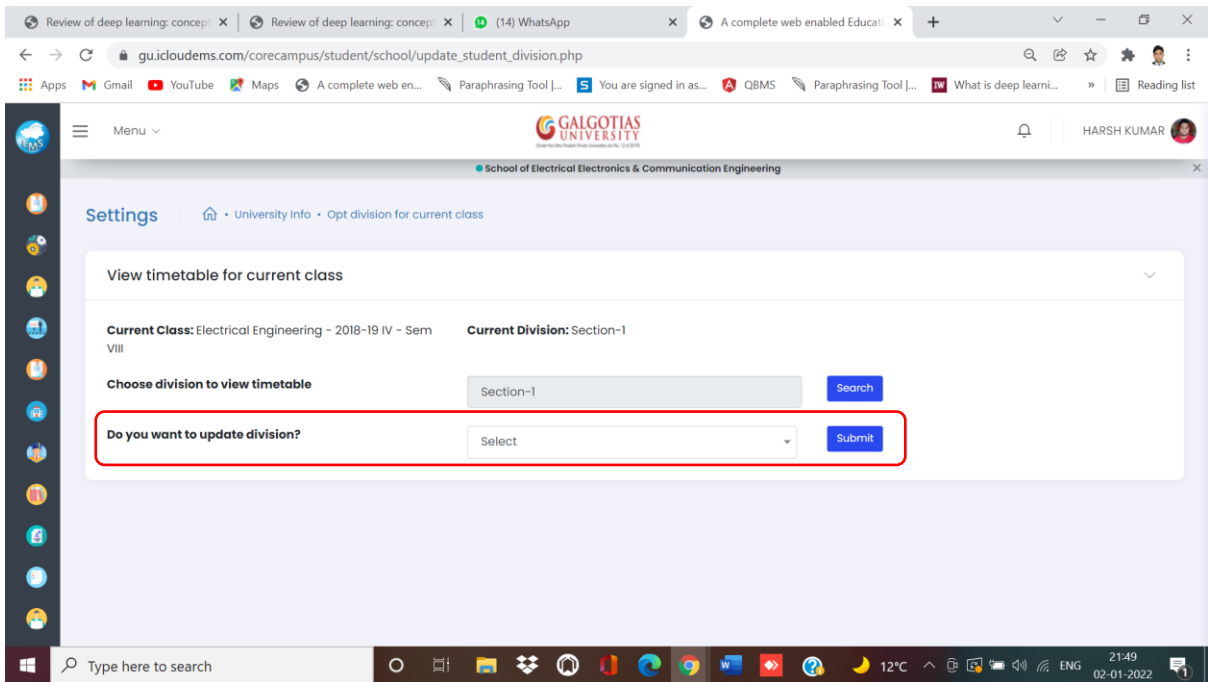 Review of deep learning: concept
Review of deep learning: concept
(14) WhatsApp
A complete web enabled Educati
gu.icloudems.com/corecampus/student/school/update_student_division.php
Apps
Gmail
YouTube
Maps
A complete web en...
Paraphrasing Tool |...
S You are signed in as...
QBMS
Paraphrasing Tool |...
IW What is deep learni...
»
Reading list
EMS
Menu
GALGOTIAS
UNIVERSITY
HARSH KUMAR
School of Electrical Electronics & Communication Engineering
Settings
• University Info • Opt division for current class
View timetable for current class
Current Class: Electrical Engineering - 2018-19 IV - Sem
VIII
Current Division: Section-1
Choose division to view timetable
Section-1
Search
Do you want to update division?
Select
Submit
Type here to search
12°C
ENG
21:49
02-01-2022